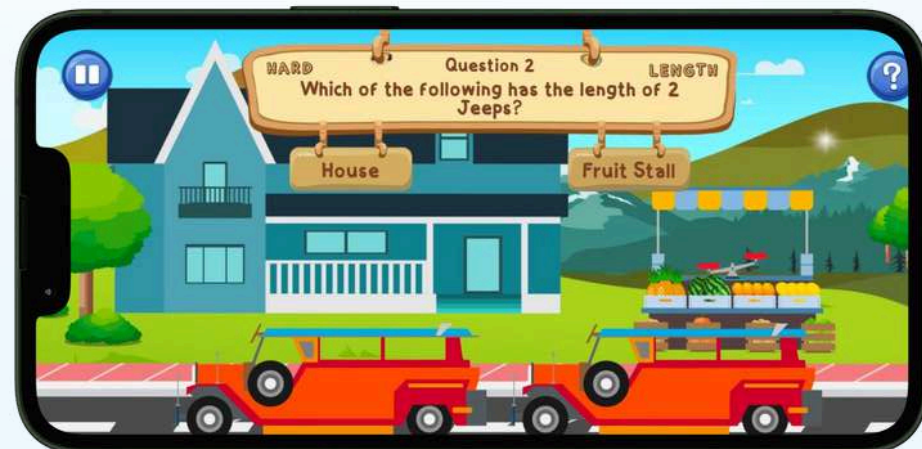 HARD
Question 2
LENGTH
Which of the following has the length of 2
Jeeps?
House
Fruit Stall
?